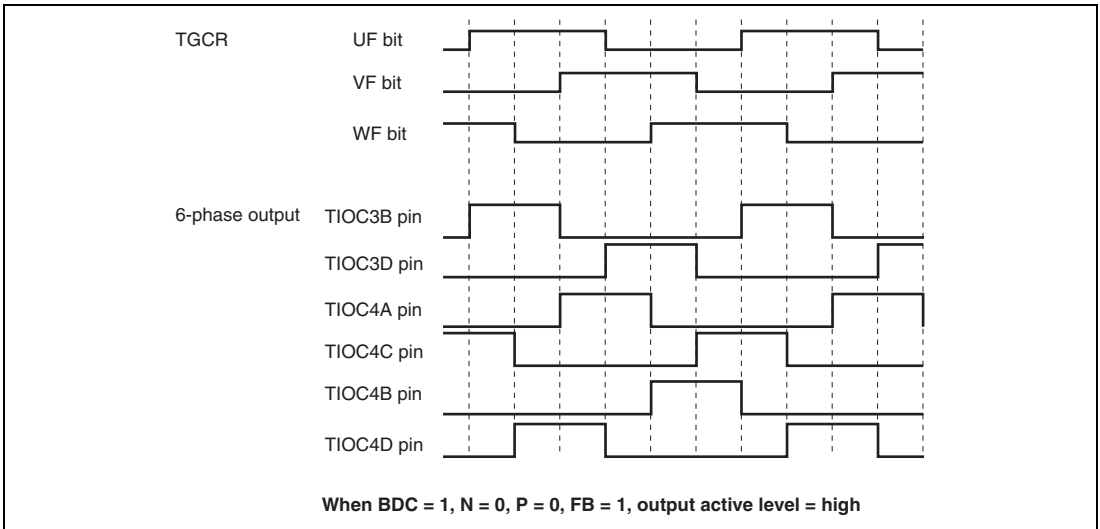 TGCR UF bit
VF bit
WF bit
6-phase output TIOC3B pin
TIOC3D pin
TIOC4A pin
TIOC4C pin
TIOC4B pin
TIOC4D pin
When BDC = 1, N = 0, P = 0, FB = 1, output active level = high